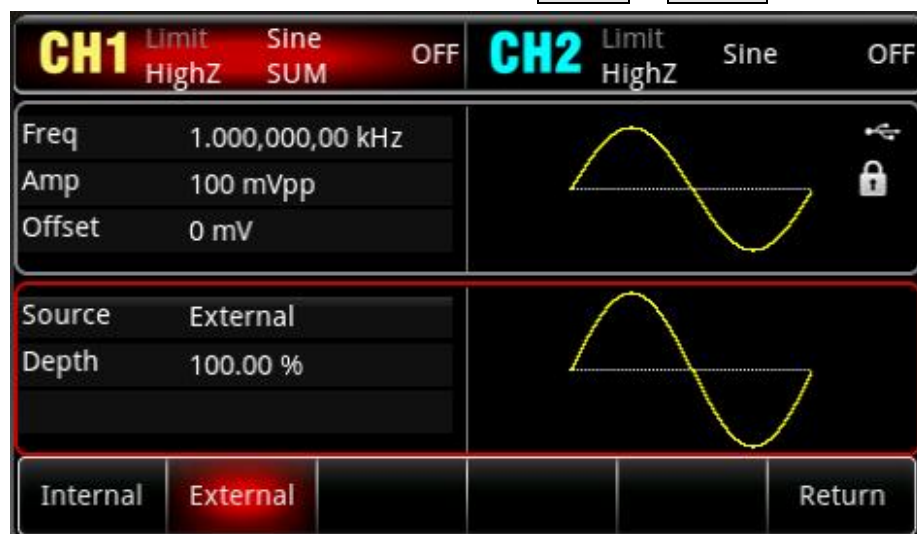 CH1 Limit Sine OFF CH2 Limit Sine OFF
HighZ SUM HighZ
Freq 1.000,000,00 kHz
Amp 100 mVpp
Offset 0 mV
Source External
Depth 100.00 %
Internal External Return